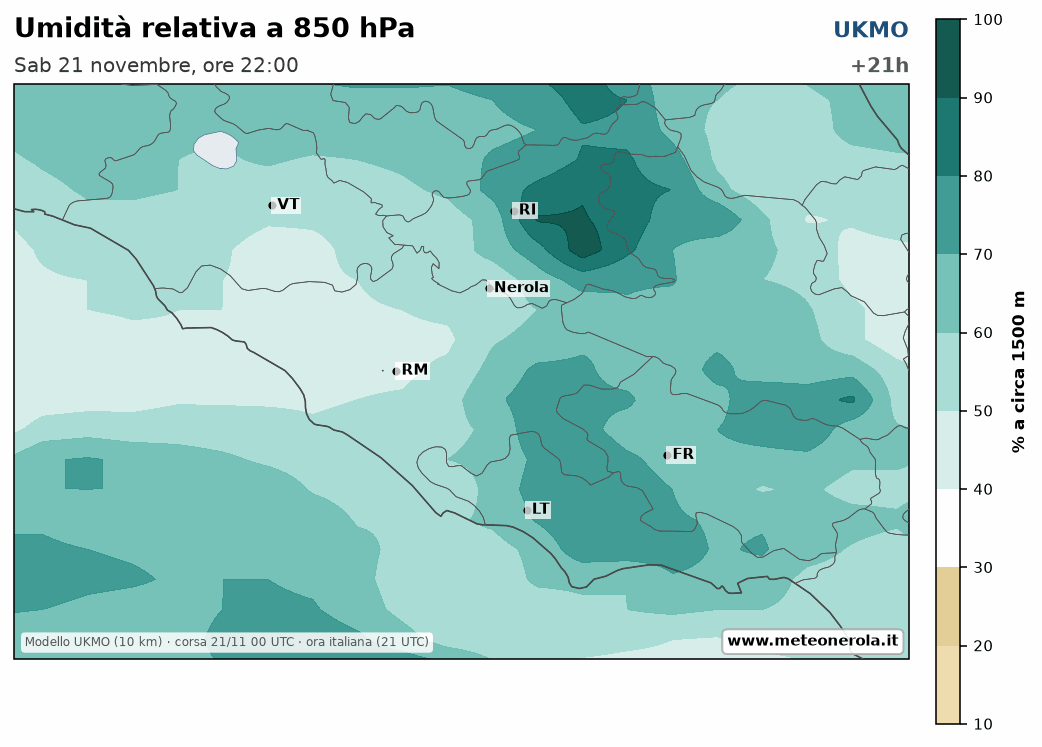 Umidità relativa a 850 hPa
UKMO
Sab 21 novembre, ore 22:00
+21h
VT
RI
Nerola
RM
FR
LT
Modello UKMO (10 km) · corsa 21/11 00 UTC · ora italiana (21 UTC)
www.meteonerola.it
100
90
80
70
60
50
40
30
20
10
% a circa 1500 m